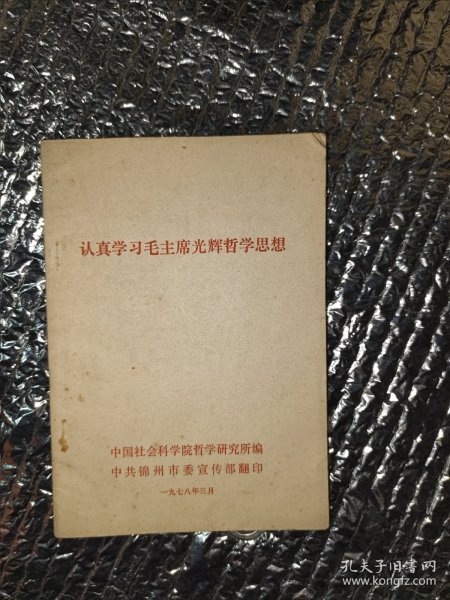 认真学习毛主席光辉哲学思想
中国社会科学院哲学研究所编
中共锦州市委宣传部翻印
一九七八年三月
孔夫子旧书网
www.kongfz.com